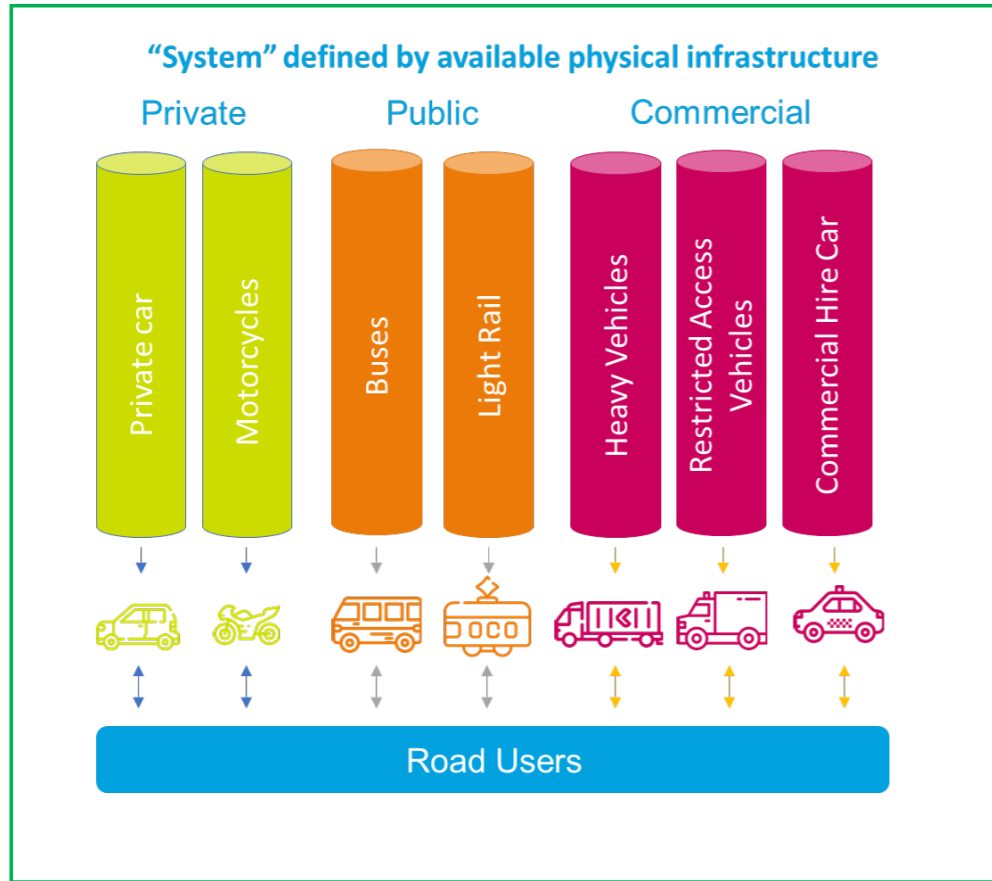 “System” defined by available physical infrastructure
Private
Public
Commercial
Private car
Motorcycles
Buses
Light Rail
Heavy Vehicles
Restricted Access
Vehicles
Commercial Hire Car
Road Users